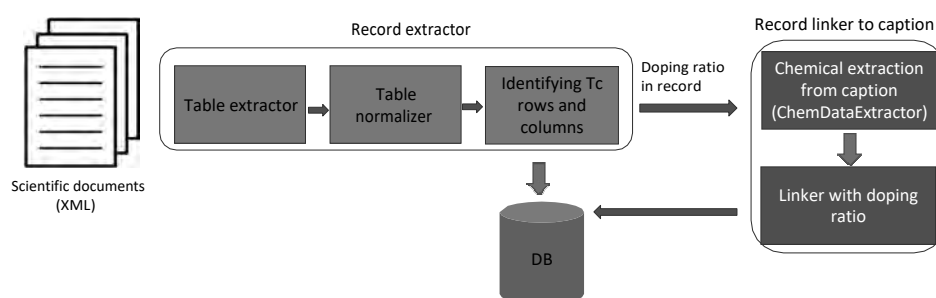 Record extractor
Record linker to caption
Table extractor
Table
normalizer
Identifying Tc
rows and
columns
Doping ratio
in record
Chemical extraction
from caption
(ChemDataExtractor)
Scientific documents
(XML)
Linker with doping
ratio
DB